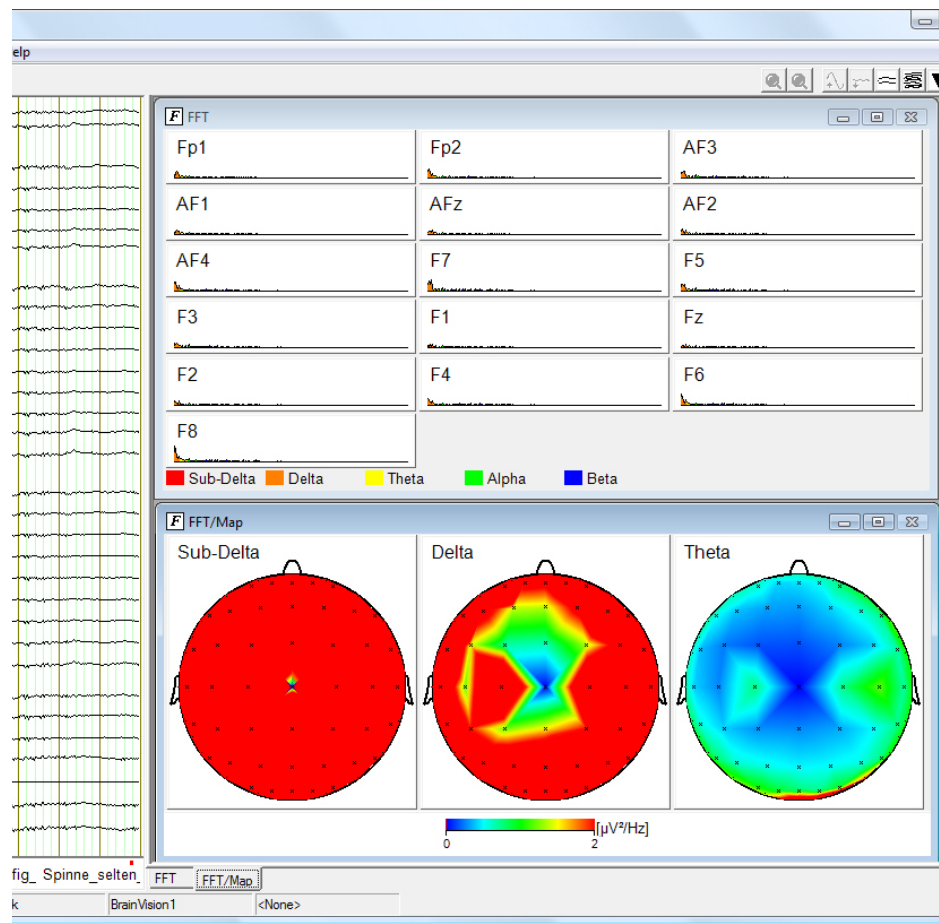 elp
F FFT
Fp1 Fp2 AF3
AF1 AFz AF2
AF4 F7 F5
F3 F1 Fz
F2 F4 F6
F8
Sub-Delta Delta Theta Alpha Beta
F FFT/Map
Sub-Delta Delta Theta
[µV²/Hz]
0 2
fig_ Spinne_selten_ FFT FFT/Map
k BrainVision1 <None>